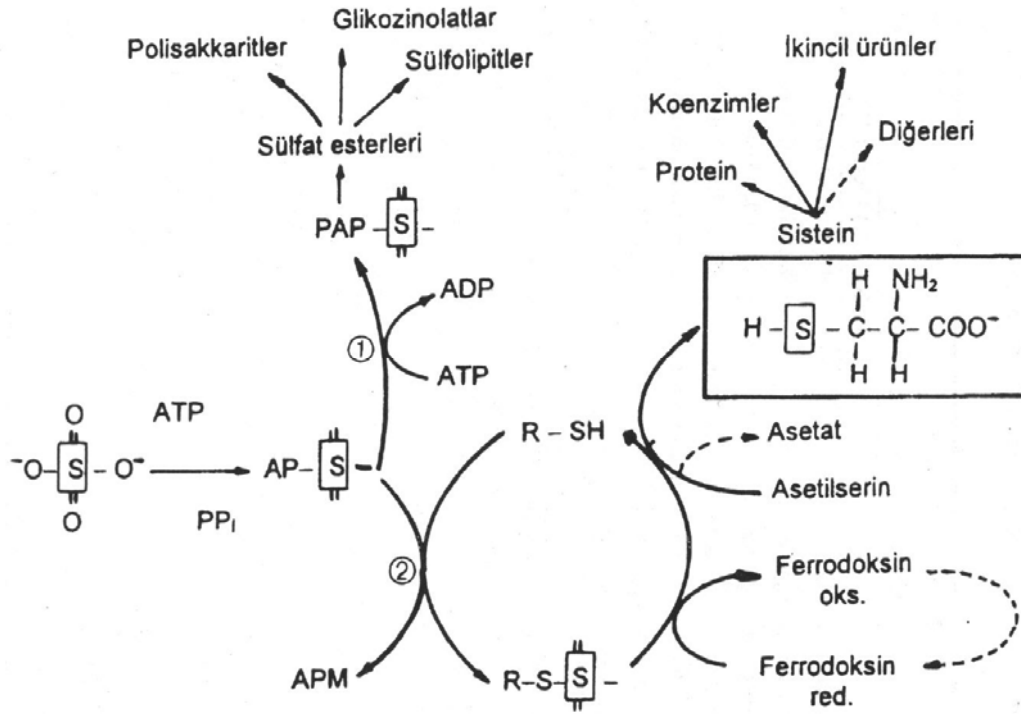 Glikozinolatlar
Polisakkaritler
Sülfolipitler
Sülfat esterleri
PAP – S –
İkincil ürünler
Koenzimler
Diğerleri
Protein
Sistein
H NH₂
H – S – C – C – COO⁻
H H
ADP
①
ATP
ATP
O
⁻O – S – O⁻
O
PPᵢ
AP – S –
R – SH
Asetat
Asetilserin
②
Ferrodoksin
oks.
Ferrodoksin
red.
APM
R–S– S –